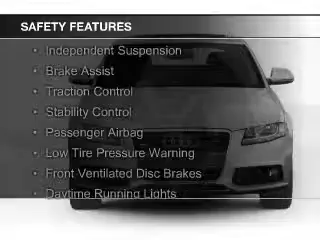 SAFETY FEATURES
• Independent Suspension
• Brake Assist
• Traction Control
• Stability Control
• Passenger Airbag
• Low Tire Pressure Warning
• Front Ventilated Disc Brakes
• Daytime Running Lights